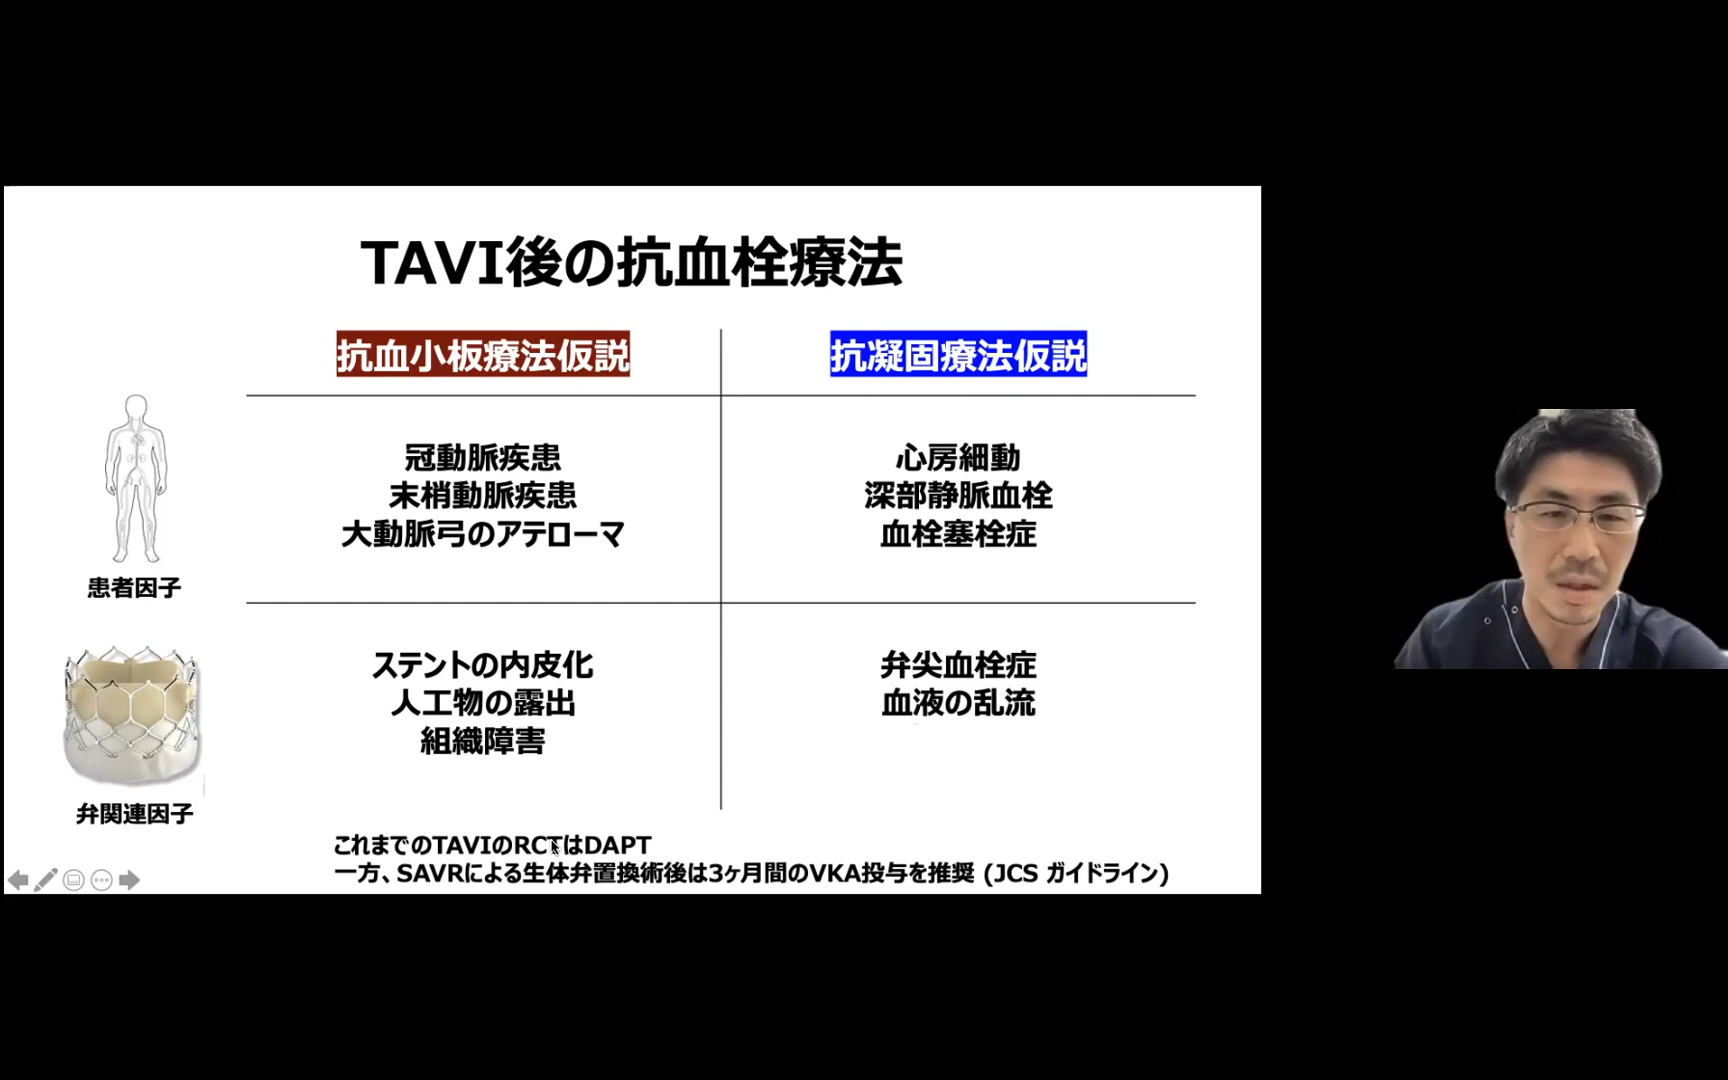 TAVI後の抗血栓療法
抗血小板療法仮説
抗凝固療法仮説
冠動脈疾患
末梢動脈疾患
大動脈弓のアテローマ
心房細動
深部静脈血栓
血栓塞栓症
患者因子
ステントの内皮化
人工物の露出
組織障害
弁尖血栓症
血液の乱流
弁関連因子
これまでのTAVIのRCTはDAPT
一方、SAVRによる生体弁置換術後は3ヶ月間のVKA投与を推奨 (JCS ガイドライン)